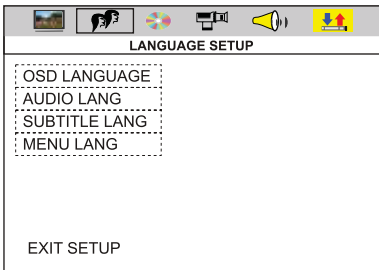 LANGUAGE SETUP
OSD LANGUAGE
AUDIO LANG
SUBTITLE LANG
MENU LANG
EXIT SETUP